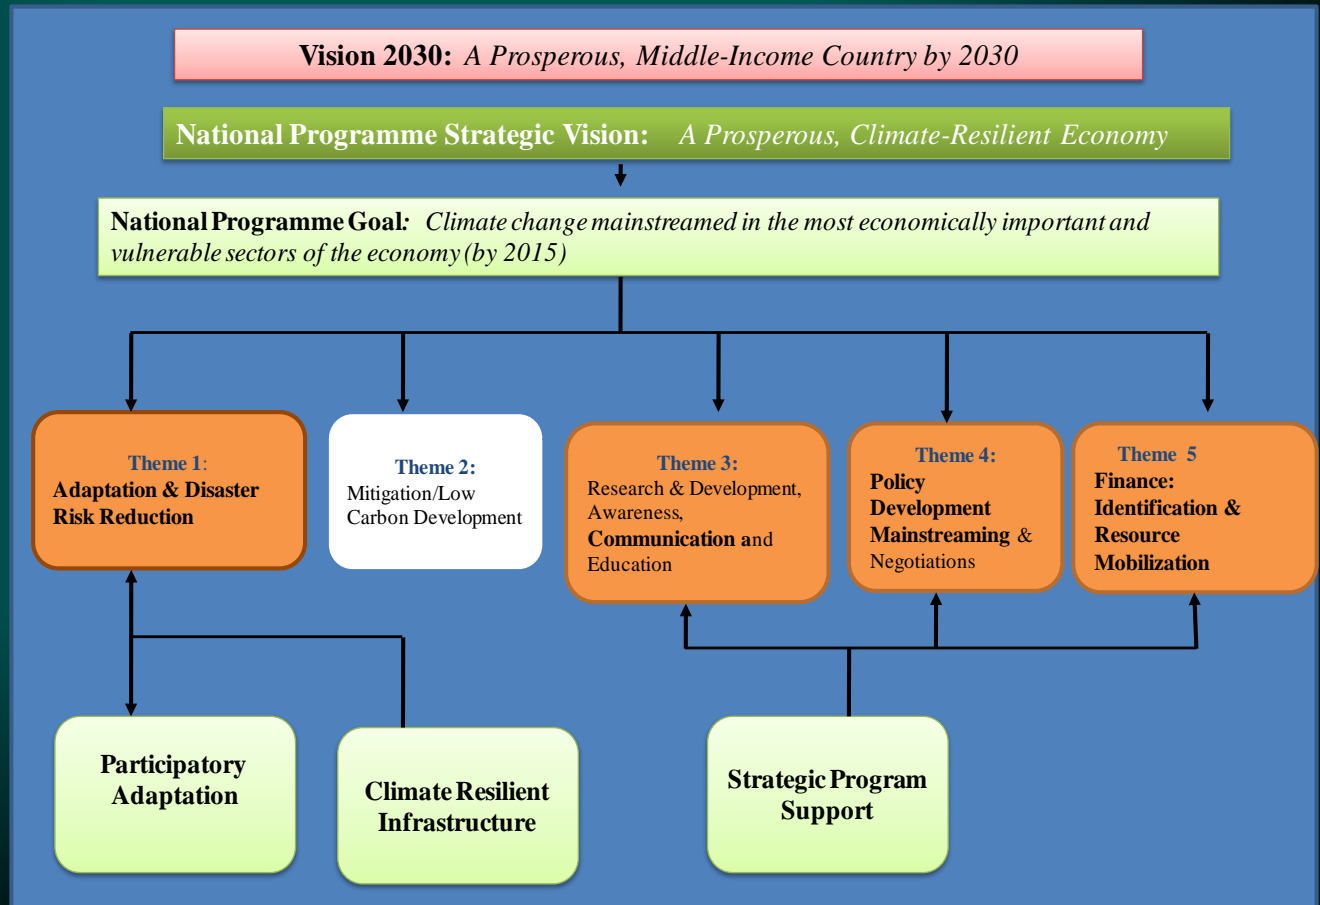 Vision 2030: A Prosperous, Middle-Income Country by 2030
National Programme Strategic Vision: A Prosperous, Climate-Resilient Economy
National Programme Goal: Climate change mainstreamed in the most economically important and
vulnerable sectors of the economy (by 2015)
Theme 1:
Adaptation & Disaster
Risk Reduction
Theme 2:
Mitigation/Low
Carbon Development
Theme 3:
Research & Development,
Awareness,
Communication and
Education
Theme 4:
Policy
Development
Mainstreaming &
Negotiations
Theme 5
Finance:
Identification &
Resource
Mobilization
Participatory
Adaptation
Climate Resilient
Infrastructure
Strategic Program
Support